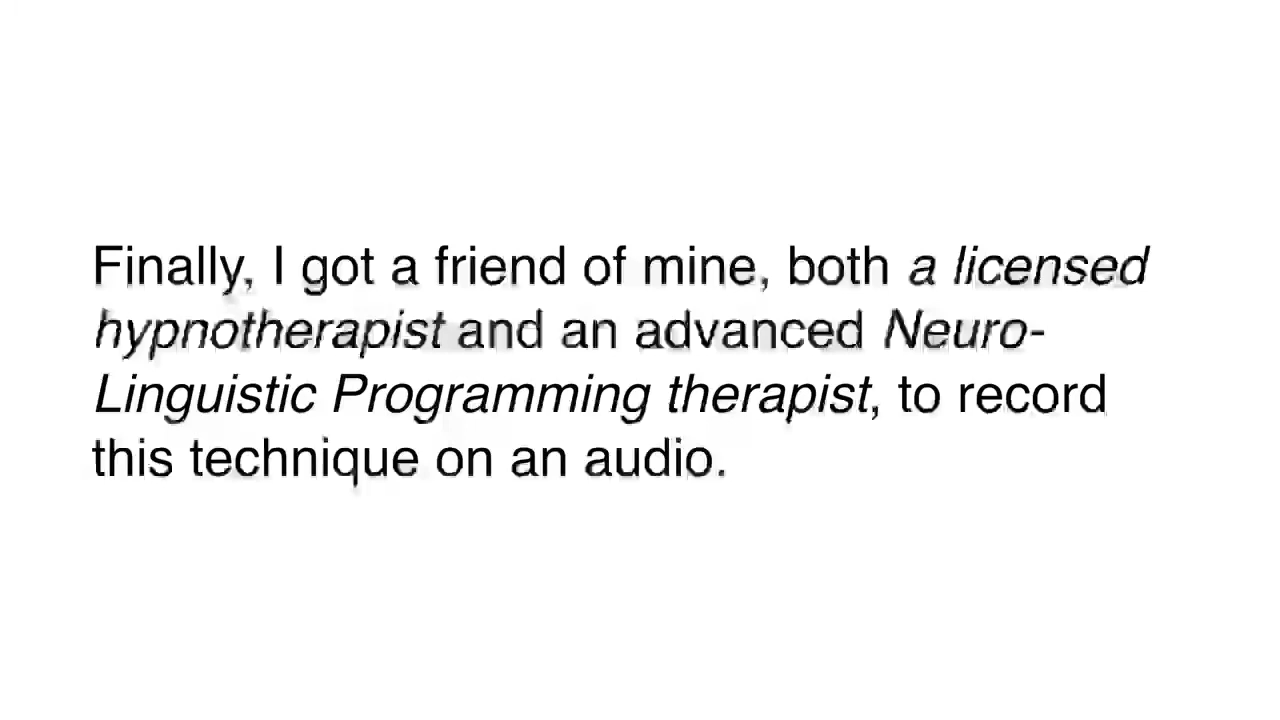 Finally, I got a friend of mine, both a licensed
hypnotherapist and an advanced Neuro-
Linguistic Programming therapist, to record
this technique on an audio.